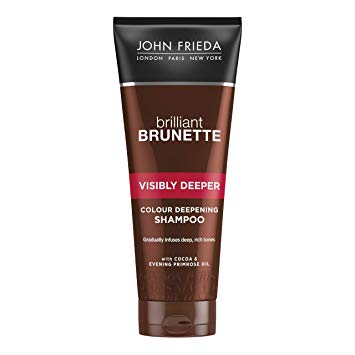 JOHN FRIEDA
LONDON PARIS NEW YORK
brilliant
BRUNETTE
VISIBLY DEEPER
COLOUR DEEPENING
SHAMPOO
Gradually infuses deep, rich tones
with COCOA &
EVENING PRIMROSE OIL